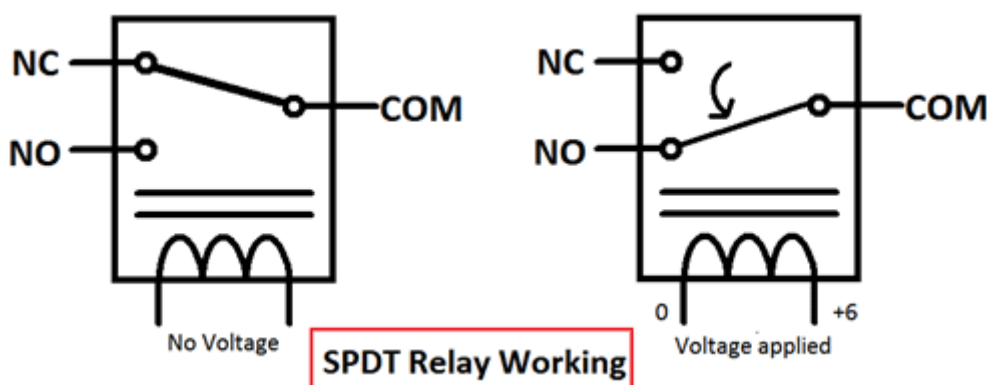 NC
COM
NO
No Voltage
NC
COM
NO
0
+6
Voltage applied
SPDT Relay Working